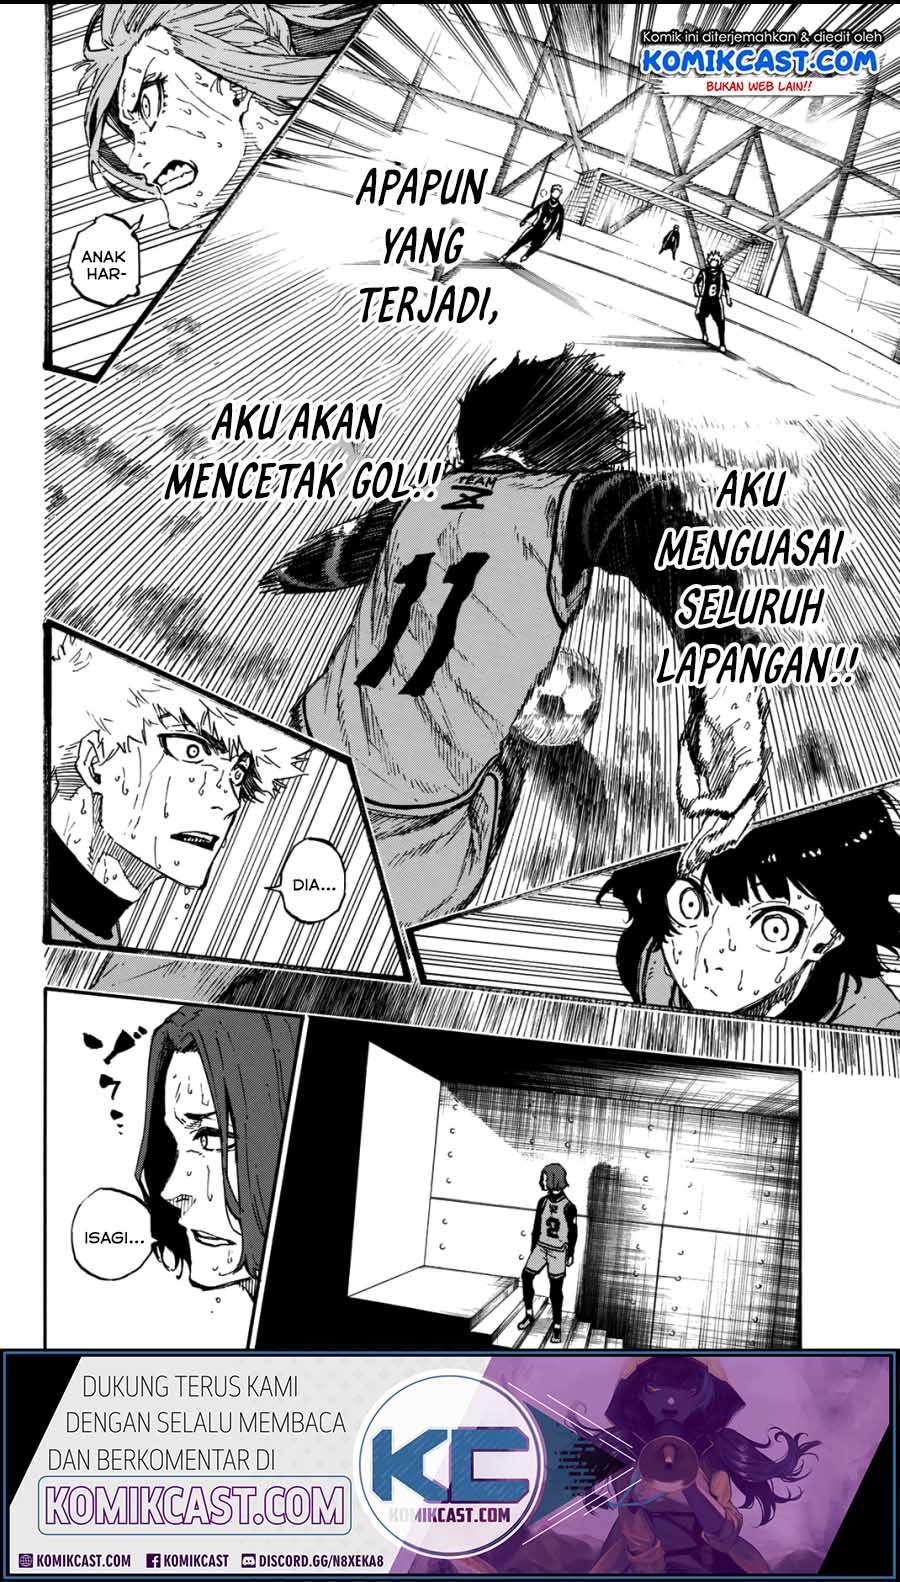 Komik ini diterjemahkan & diedit oleh
KOMIKCAST.COM
BUKAN WEB LAIN!!
ANAK
HAR-
APAPUN
YANG
TERJADI,
AKU AKAN
MENCETAK GOL!!
AKU
MENGUASAI
SELURUH
LAPANGAN!!
TEAM
Z
11
DIA...
ISAGI...
2
DUKUNG TERUS KAMI
DENGAN SELALU MEMBACA
DAN BERKOMENTAR DI
KOMIKCAST.COM
KC
KOMIKCAST.COM
KOMIKCAST.COM
KOMIKCAST
DISCORD.GG/N8XEKA8